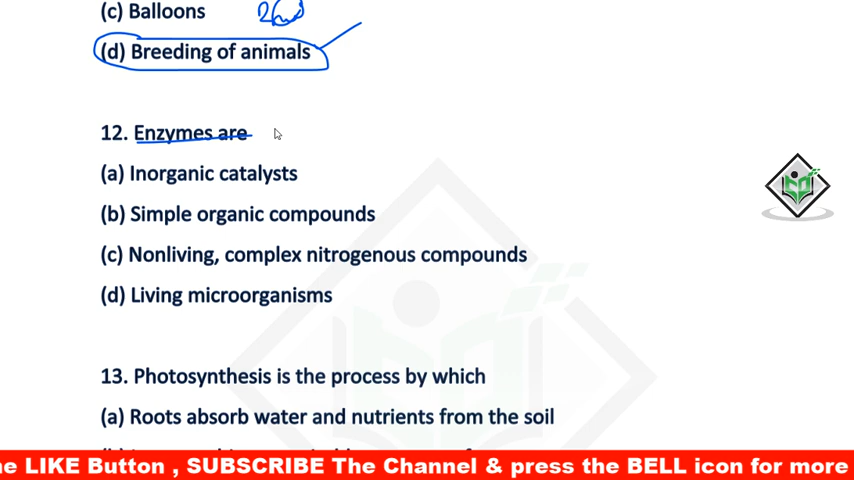 (c) Balloons
(d) Breeding of animals
12. Enzymes are
(a) Inorganic catalysts
(b) Simple organic compounds
(c) Nonliving, complex nitrogenous compounds
(d) Living microorganisms
13. Photosynthesis is the process by which
(a) Roots absorb water and nutrients from the soil
he LIKE Button , SUBSCRIBE The Channel & press the BELL icon for more